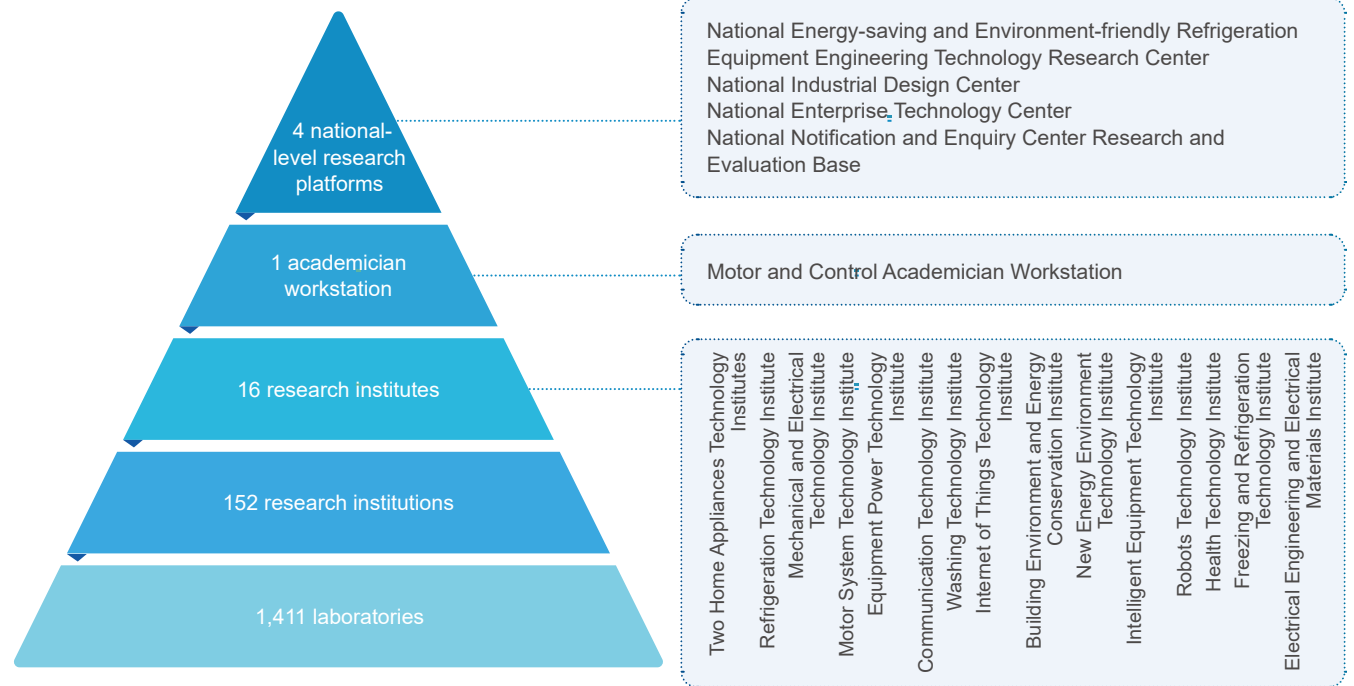 4 national-
level research
platforms
National Energy-saving and Environment-friendly Refrigeration
Equipment Engineering Technology Research Center
National Industrial Design Center
National Enterprise Technology Center
National Notification and Enquiry Center Research and
Evaluation Base
1 academician
workstation
Motor and Control Academician Workstation
16 research institutes
Two Home Appliances Technology
Institutes
Refrigeration Technology Institute
Mechanical and Electrical
Technology Institute
Motor System Technology Institute
Equipment Power Technology
Institute
Communication Technology Institute
Washing Technology Institute
Internet of Things Technology
Institute
Building Environment and Energy
Conservation Institute
New Energy Environment
Technology Institute
Intelligent Equipment Technology
Institute
Robots Technology Institute
Health Technology Institute
Freezing and Refrigeration
Technology Institute
Electrical Engineering and Electrical
Materials Institute
152 research institutions
1,411 laboratories